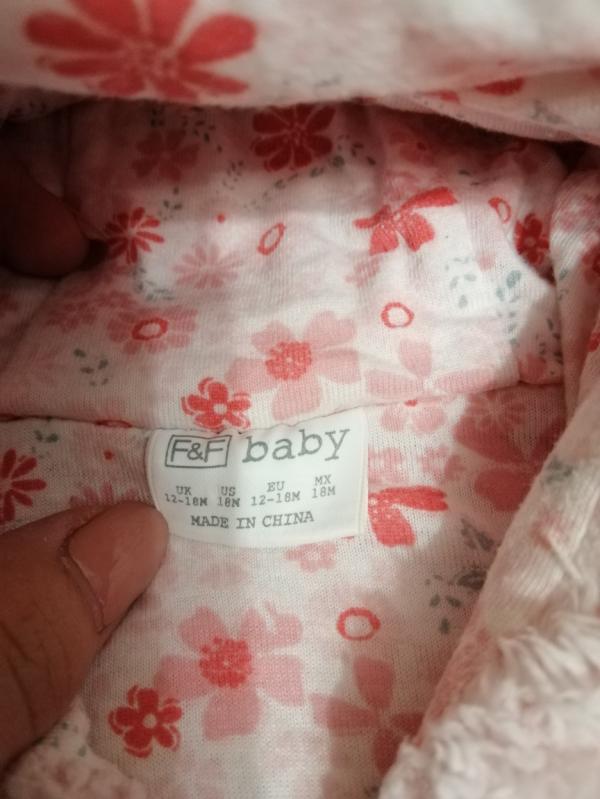 F&F baby
UK US EU MX
12-18M 18M 12-18M 18M
MADE IN CHINA